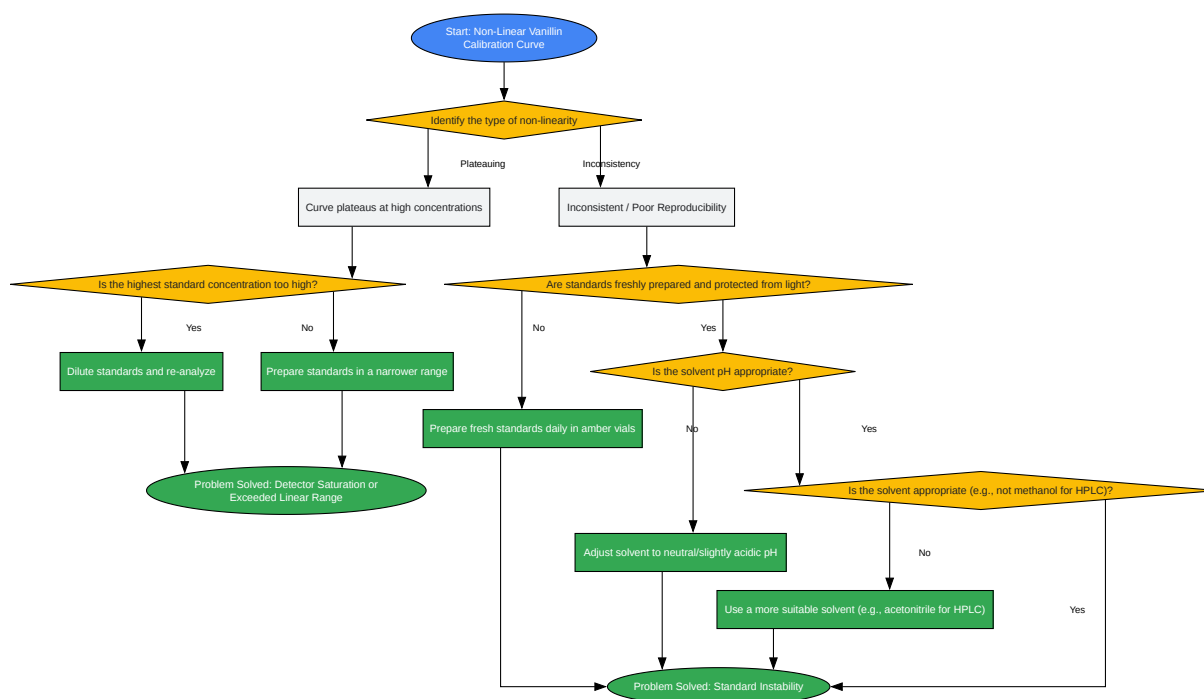 Start: Non-Linear Vanillin
Calibration Curve
Identify the type of non-linearity
Plateauing
Inconsistency
Curve plateaus at high concentrations
Inconsistent / Poor Reproducibility
Is the highest standard concentration too high?
Are standards freshly prepared and protected from light?
Yes
No
No
Yes
Dilute standards and re-analyze
Prepare standards in a narrower range
Is the solvent pH appropriate?
Prepare fresh standards daily in amber vials
No
Yes
Problem Solved: Detector Saturation or
Exceeded Linear Range
Is the solvent appropriate (e.g., not methanol for HPLC)?
Adjust solvent to neutral/slightly acidic pH
No
Use a more suitable solvent (e.g., acetonitrile for HPLC)
Yes
Problem Solved: Standard Instability